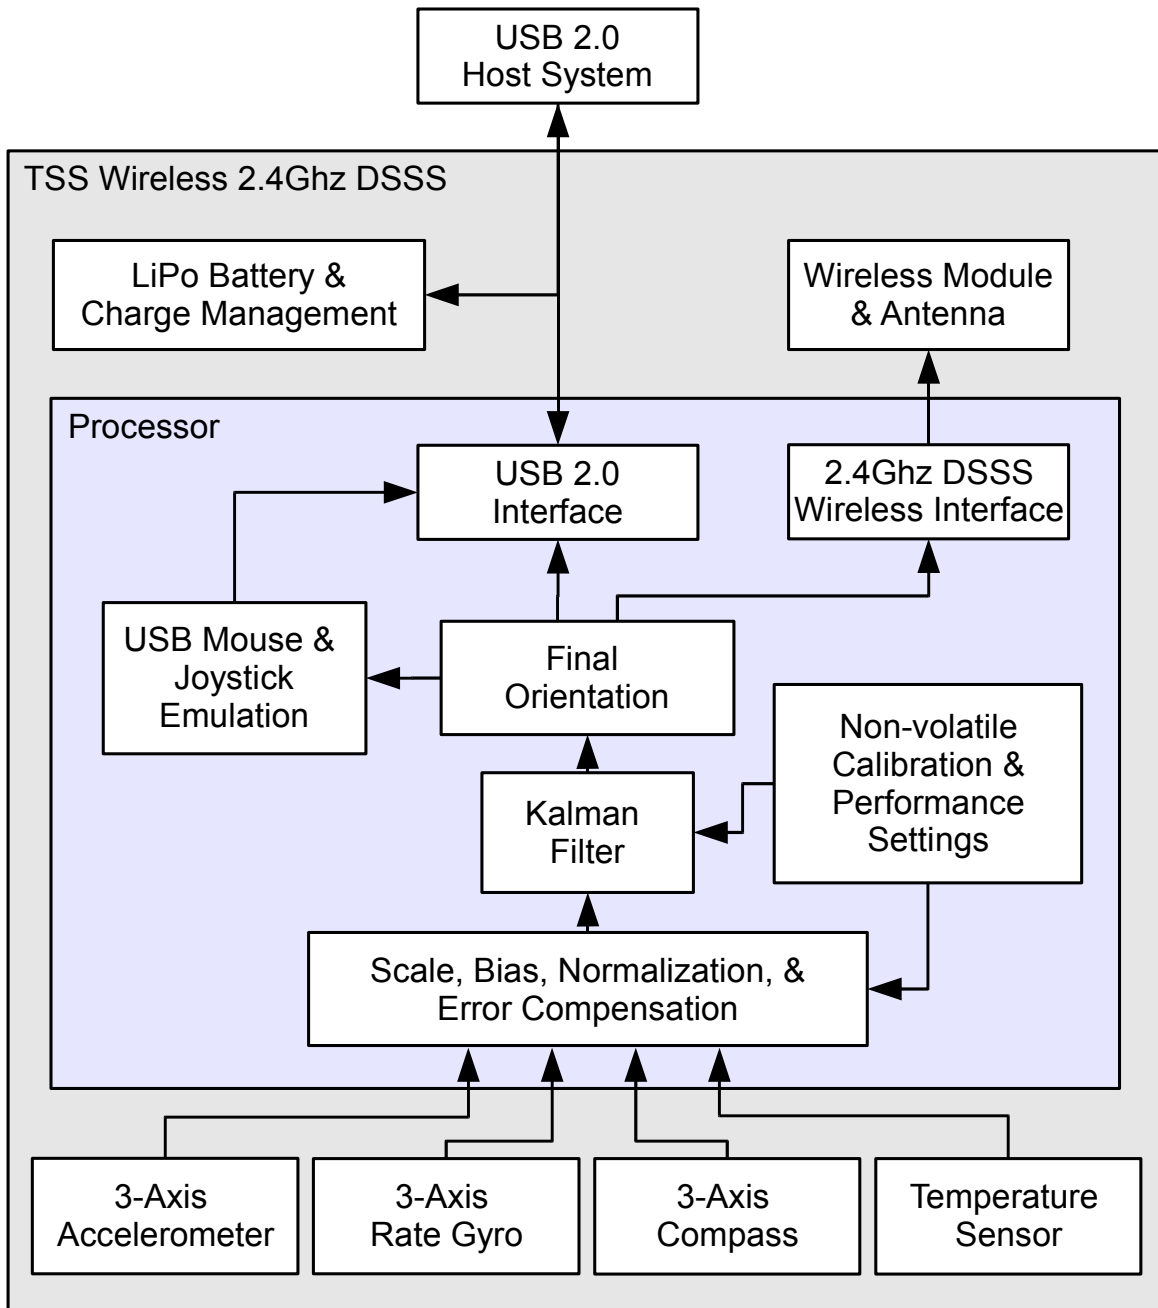 USB 2.0
Host System
TSS Wireless 2.4Ghz DSSS
LiPo Battery &
Charge Management
Wireless Module
& Antenna
Processor
USB 2.0
Interface
2.4Ghz DSSS
Wireless Interface
USB Mouse &
Joystick
Emulation
Final
Orientation
Non-volatile
Calibration &
Performance
Settings
Kalman
Filter
Scale, Bias, Normalization, &
Error Compensation
3-Axis
Accelerometer
3-Axis
Rate Gyro
3-Axis
Compass
Temperature
Sensor